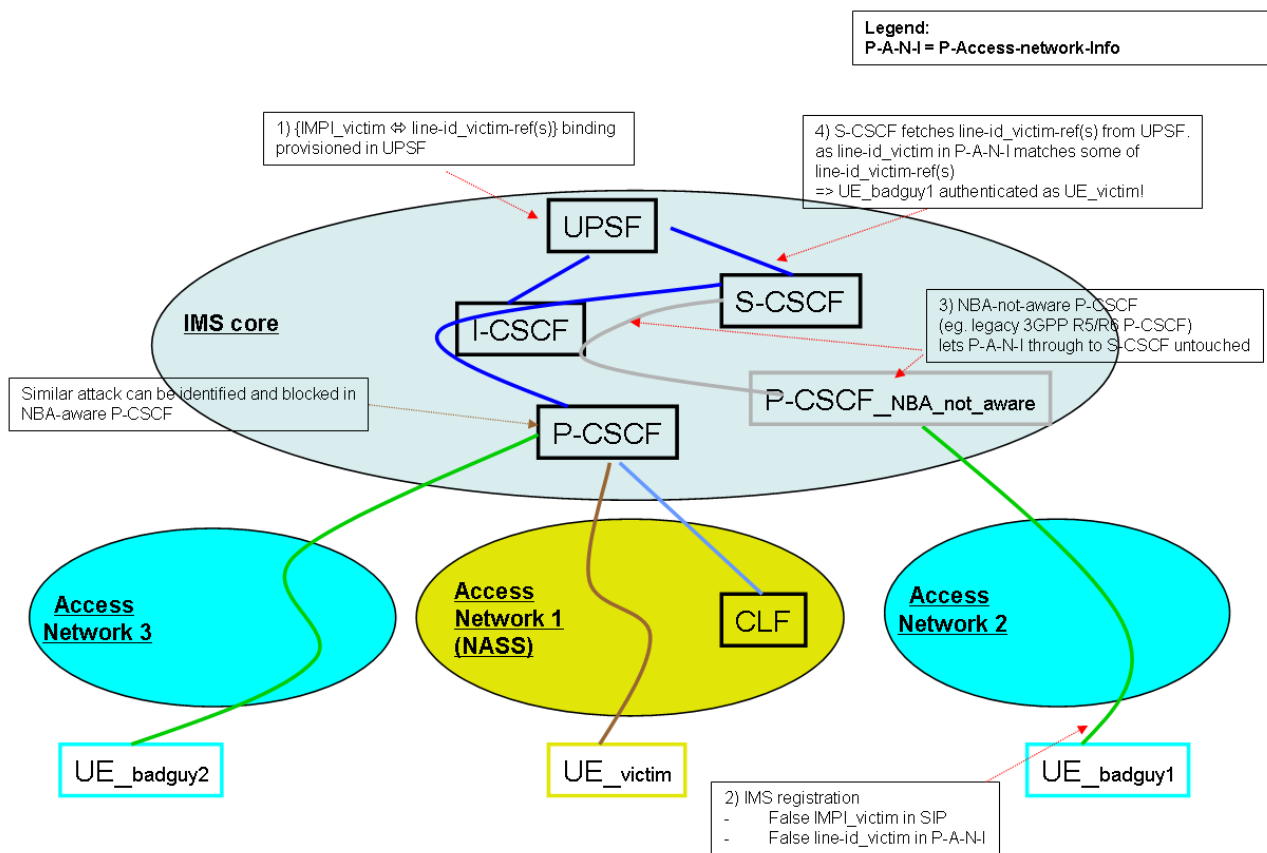 Legend:
P-A-N-I = P-Access-network-Info
1) {IMPI_victim ⇔ line-id_victim-ref(s)} binding
provisioned in UPSF
4) S-CSCF fetches line-id_victim-ref(s) from UPSF.
as line-id_victim in P-A-N-I matches some of
line-id_victim-ref(s)
=> UE_badguy1 authenticated as UE_victim!
UPSF
S-CSCF
I-CSCF
IMS core
3) NBA-not-aware P-CSCF
(eg. legacy 3GPP R5/R6 P-CSCF)
lets P-A-N-I through to S-CSCF untouched
Similar attack can be identified and blocked in
NBA-aware P-CSCF
P-CSCF_NBA_not_aware
P-CSCF
Access
Network 3
Access
Network 1
(NASS)
CLF
Access
Network 2
UE_badguy2
UE_victim
UE_badguy1
2) IMS registration
- False IMPI_victim in SIP
- False line-id_victim in P-A-N-I